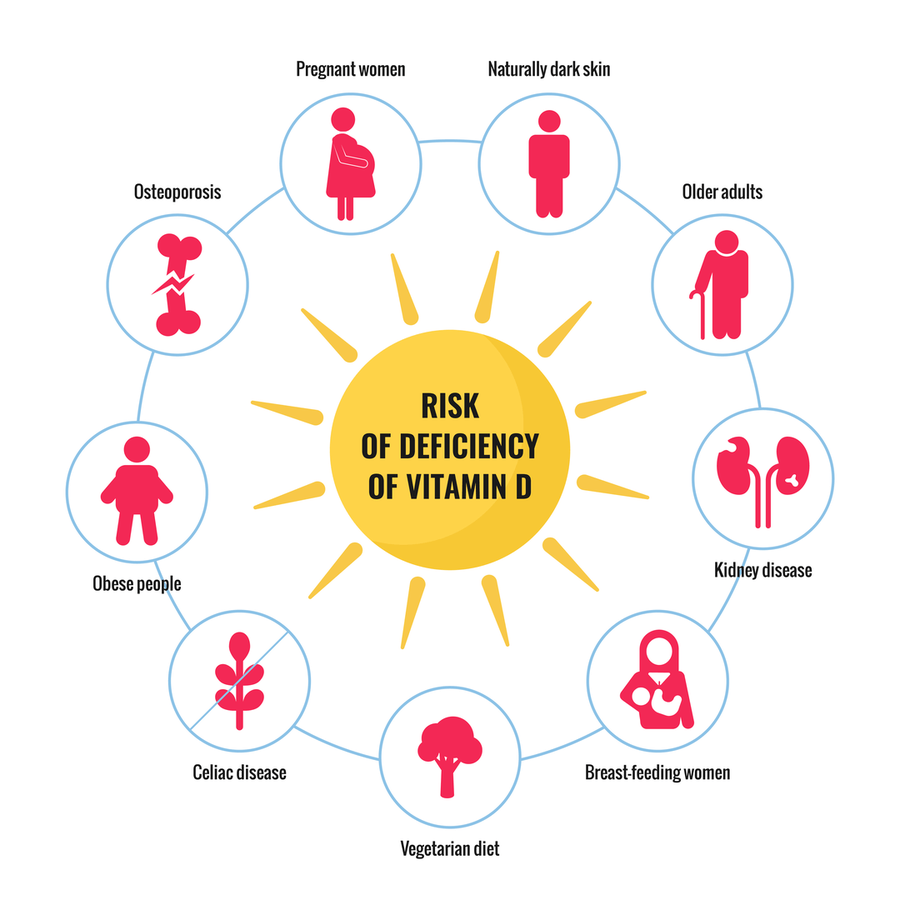 Pregnant women
Naturally dark skin
Osteoporosis
Older adults
RISK
OF DEFICIENCY
OF VITAMIN D
Obese people
Kidney disease
Celiac disease
Breast-feeding women
Vegetarian diet